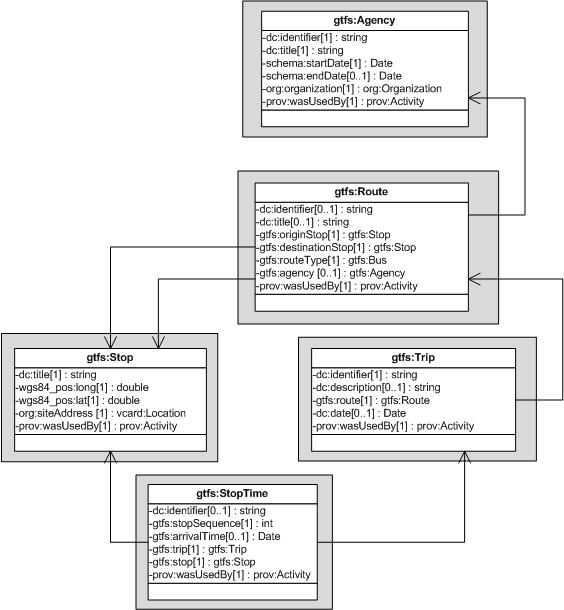 gtfs:Agency
-dc:identifier[1] : string
-dc:title[1] : string
-schema:startDate[1] : Date
-schema:endDate[0..1] : Date
-org:organization[1] : org:Organization
-prov:wasUsedBy[1] : prov:Activity
gtfs:Route
-dc:identifier[0..1] : string
-dc:title[0..1] : string
-gtfs:originStop[1] : gtfs:Stop
-gtfs:destinationStop[1] : gtfs:Stop
-gtfs:routeType[1] : gtfs:Bus
-gtfs:agency [0..1] : gtfs:Agency
-prov:wasUsedBy[1] : prov:Activity
gtfs:Stop
-dc:title[1] : string
-wgs84_pos:long[1] : double
-wgs84_pos:lat[1] : double
-org:siteAddress [1] : vcard:Location
-prov:wasUsedBy[1] : prov:Activity
gtfs:Trip
-dc:identifier[1] : string
-dc:description[0..1] : string
-gtfs:route[1] : gtfs:Route
-dc:date[0..1] : Date
-prov:wasUsedBy[1] : prov:Activity
gtfs:StopTime
-dc:identifier[0..1] : string
-gtfs:stopSequence[1] : int
-gtfs:arrivalTime[0..1] : Date
-gtfs:trip[1] : gtfs:Trip
-gtfs:stop[1] : gtfs:Stop
-prov:wasUsedBy[1] : prov:Activity